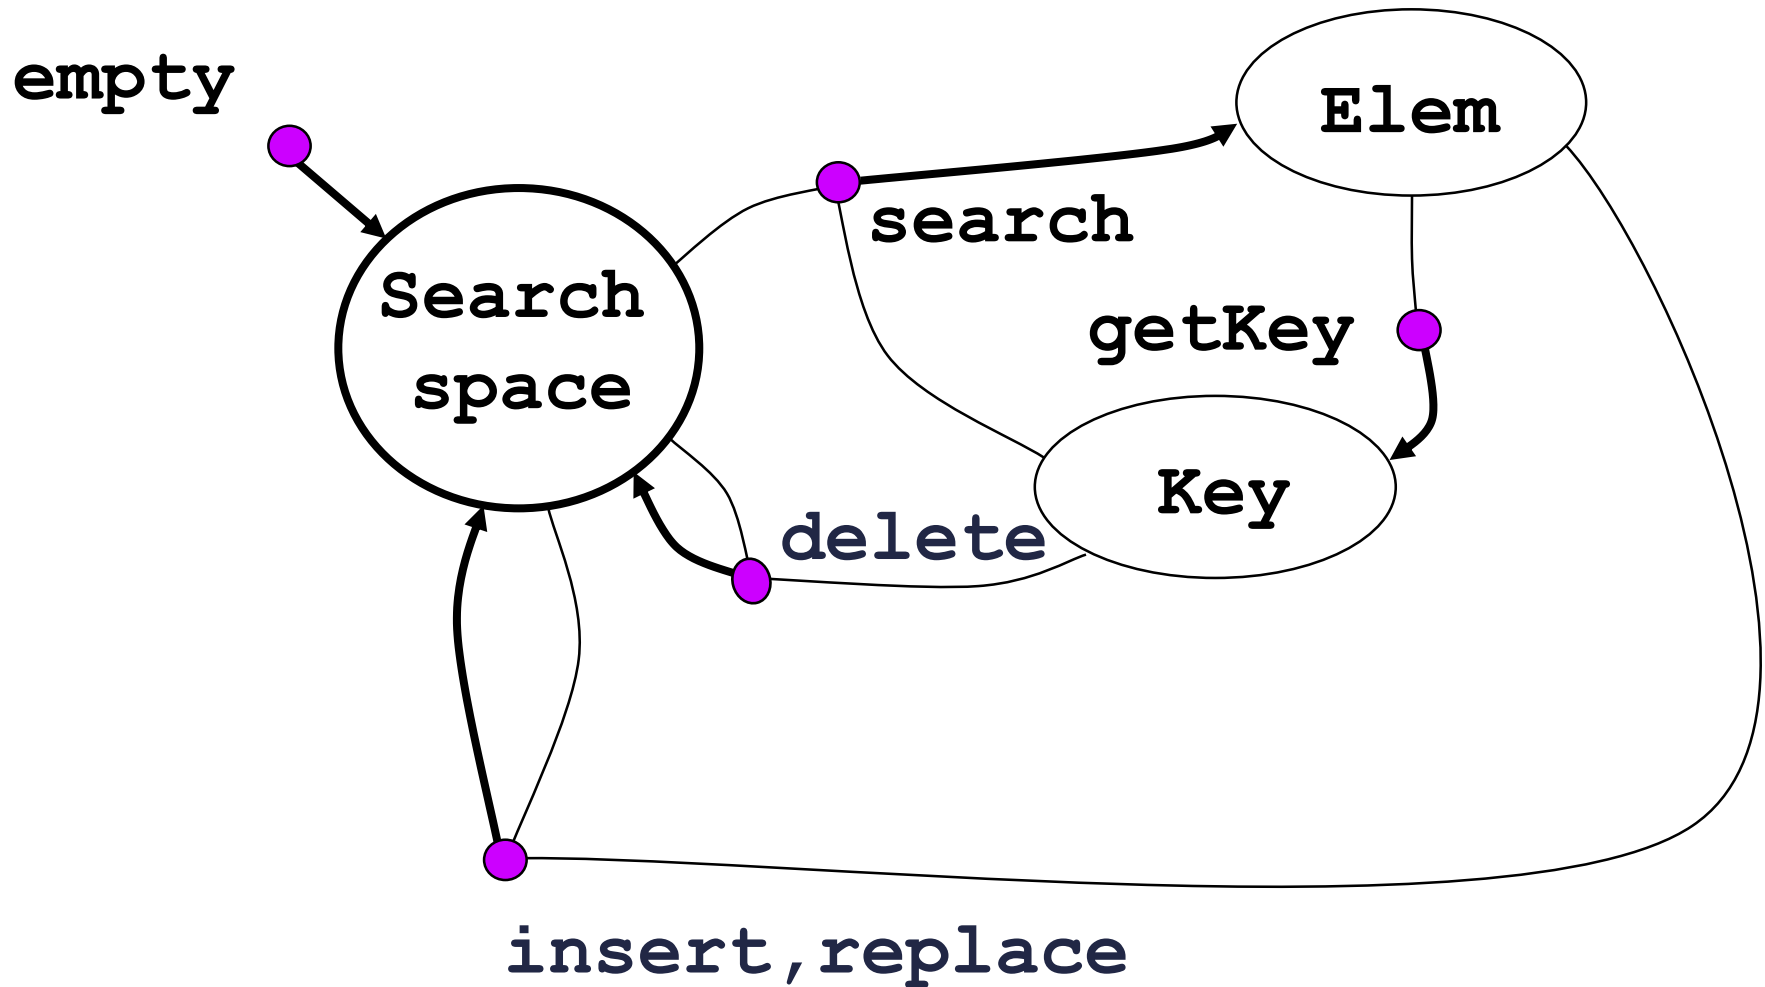 empty
Elem
search
Search
space
getKey
Key
delete
insert,replace